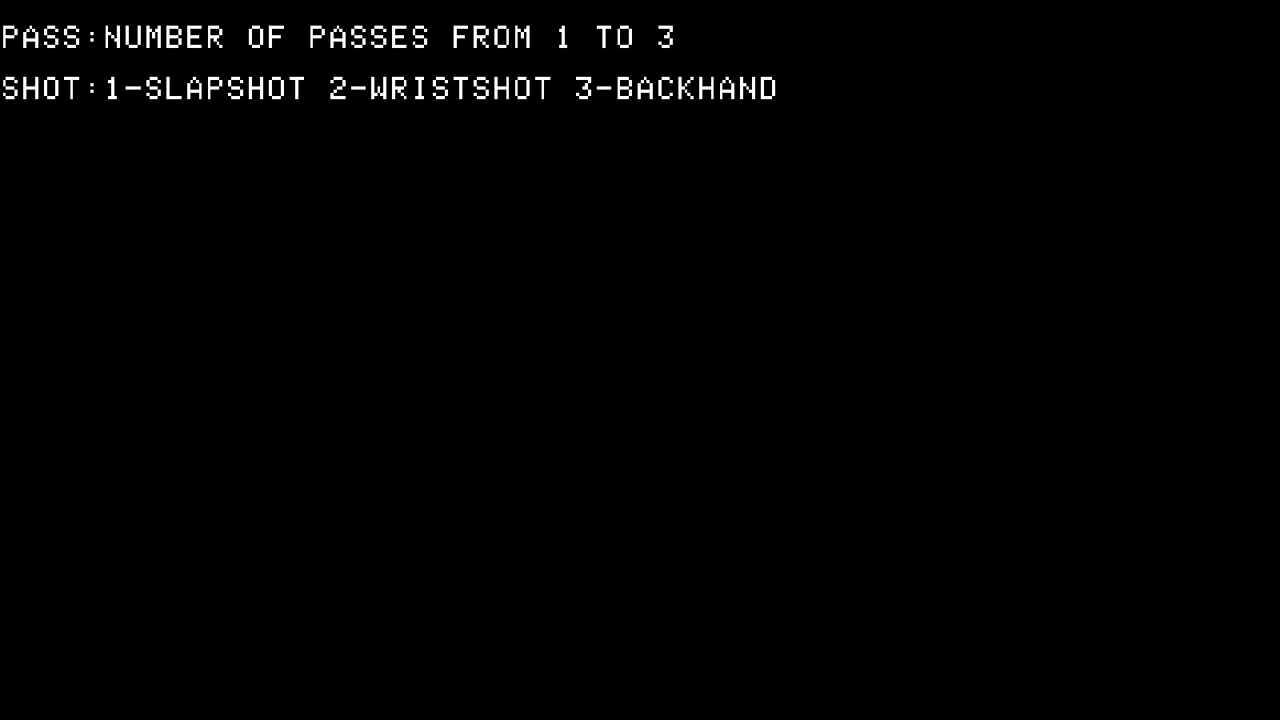 PASS:NUMBER OF PASSES FROM 1 TO 3
SHOT:1-SLAPSHOT 2-WRISTSHOT 3-BACKHAND